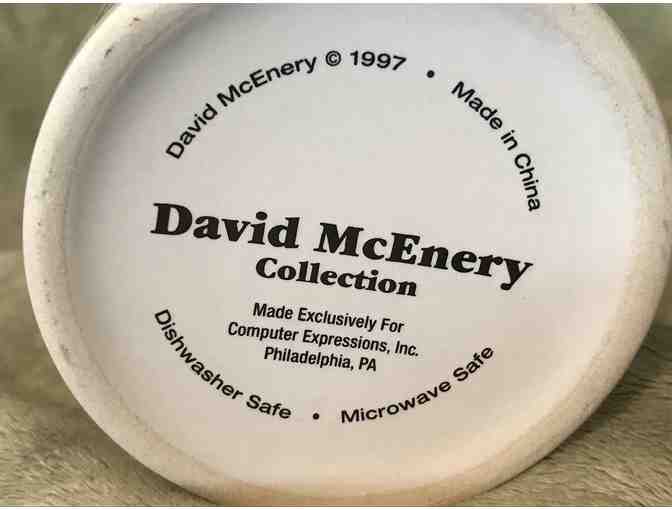 David McEnery © 1997 • Made in China
David McEnery
Collection
Made Exclusively For
Computer Expressions, Inc.
Philadelphia, PA
Dishwasher Safe • Microwave Safe